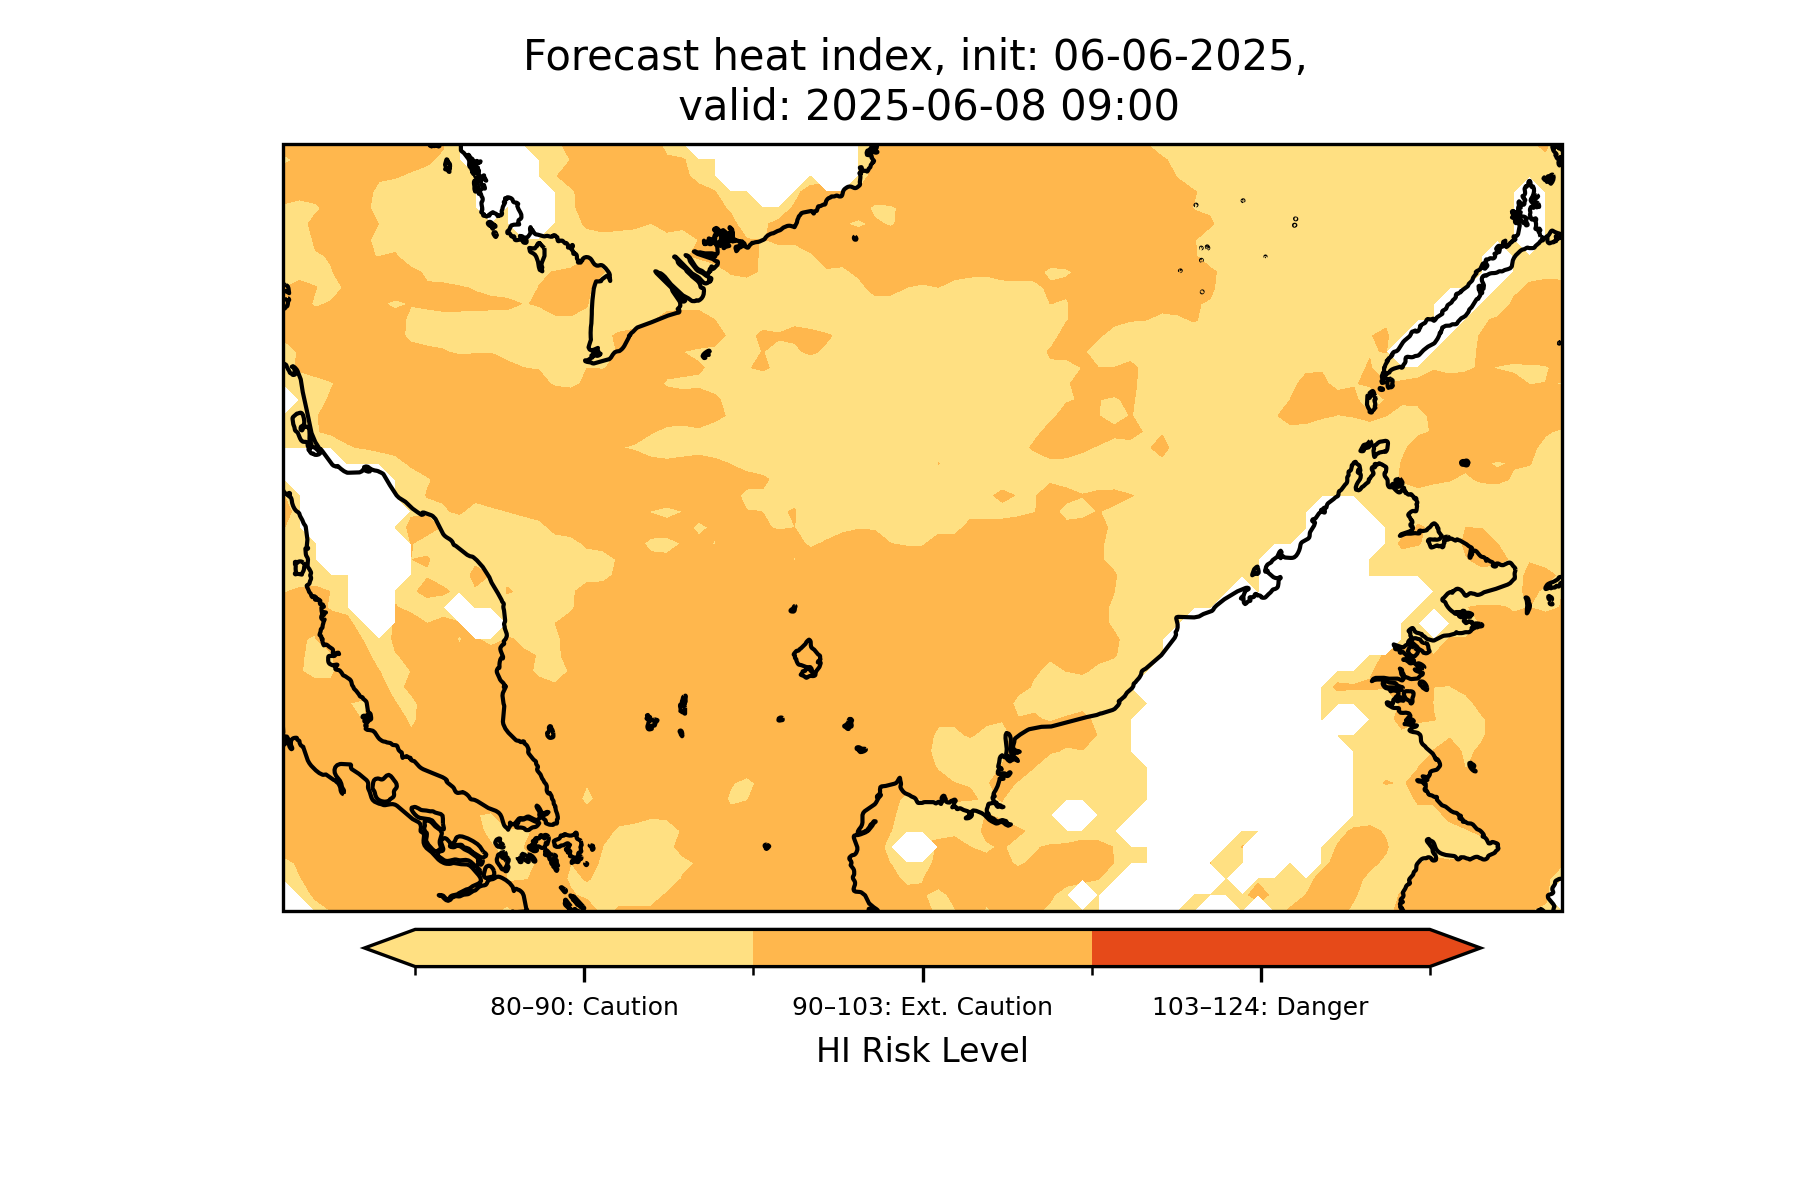 Forecast heat index, init: 06-06-2025,
valid: 2025-06-08 09:00
80–90: Caution
90–103: Ext. Caution
103–124: Danger
HI Risk Level